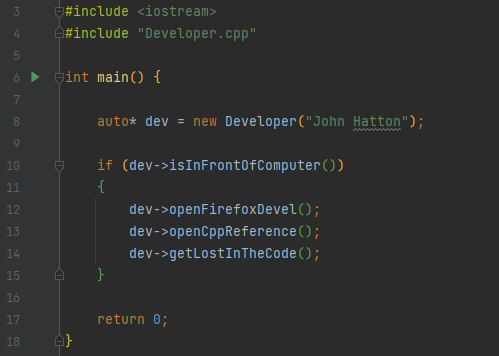 3 #include <iostream>
4 #include "Developer.cpp"
5
6 int main() {
7
8 auto* dev = new Developer("John Hatton");
9
10 if (dev->isInFrontOfComputer())
11 {
12 dev->openFirefoxDevel();
13 dev->openCppReference();
14 dev->getLostInTheCode();
15 }
16
17 return 0;
18 }